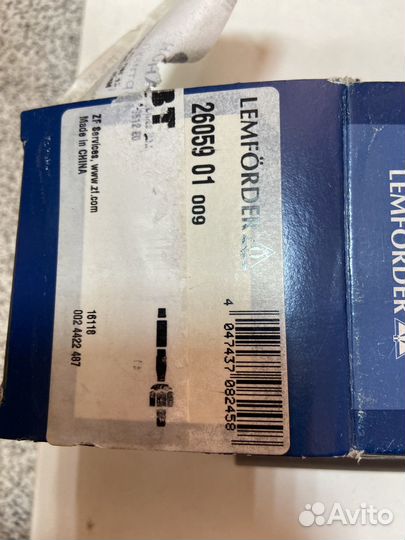 LEMFÖRDER
26059 01 009
ZF Services, www.zf.com
Made in CHINA
16118
002 4422 487
4 047437 082458
LEMFÖRDER
Avito